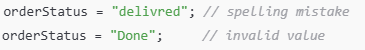 orderStatus = "delivred"; // spelling mistake
orderStatus = "Done"; // invalid value